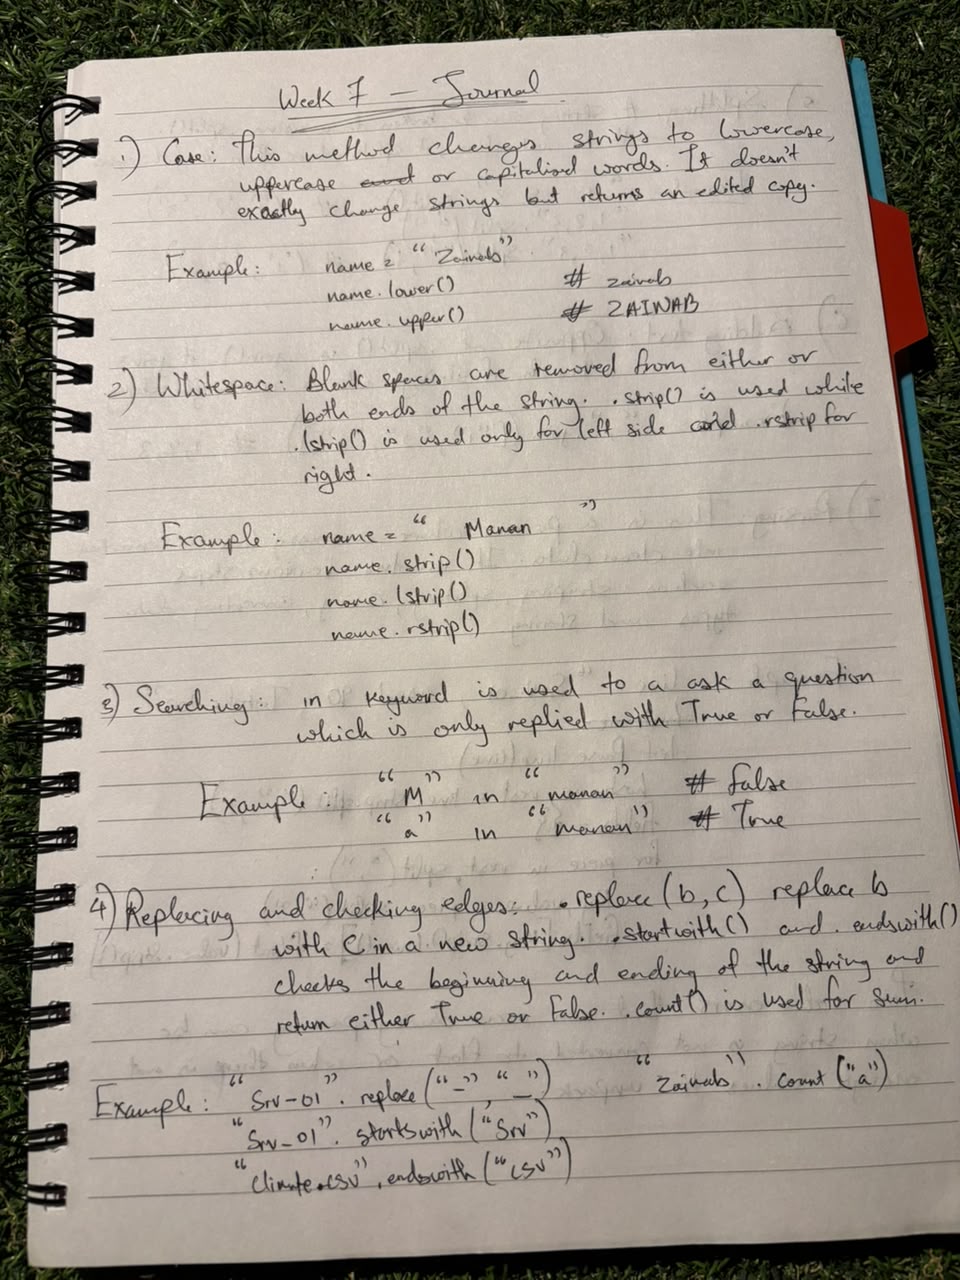 Week 7 - Journal
1) Case: This method changes strings to lowercase,
uppercase or capitalized words. It doesn't
exactly change strings but returns an edited copy.
Example: name = "Zainab"
name.lower() # zainab
name.upper() # ZAINAB
2) Whitespace: Blank spaces are removed from either or
both ends of the string. .strip() is used while
.lstrip() is used only for left side and .rstrip for
right.
Example: name = " Manan "
name.strip()
name.lstrip()
name.rstrip()
3) Searching: in keyword is used to a ask a question
which is only replied with True or False.
Example: "M" in "manan" # false
"a" in "manan" # True
4) Replacing and checking edges: .replace(b,c) replace b
with c in a new string. .startwith() and .endswith()
checks the beginning and ending of the string and
return either True or False. .count() is used for sum.
Example: "Srv-01".replace("-", "_") "Zainab".count("a")
"Srv_01".startswith("Srv")
"climate.csv".endswith("csv")